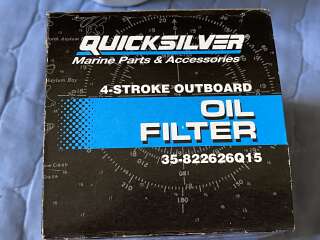 QUICKSILVER
Marine Parts & Accessories
4-STROKE OUTBOARD
OIL
FILTER
35-822626Q15